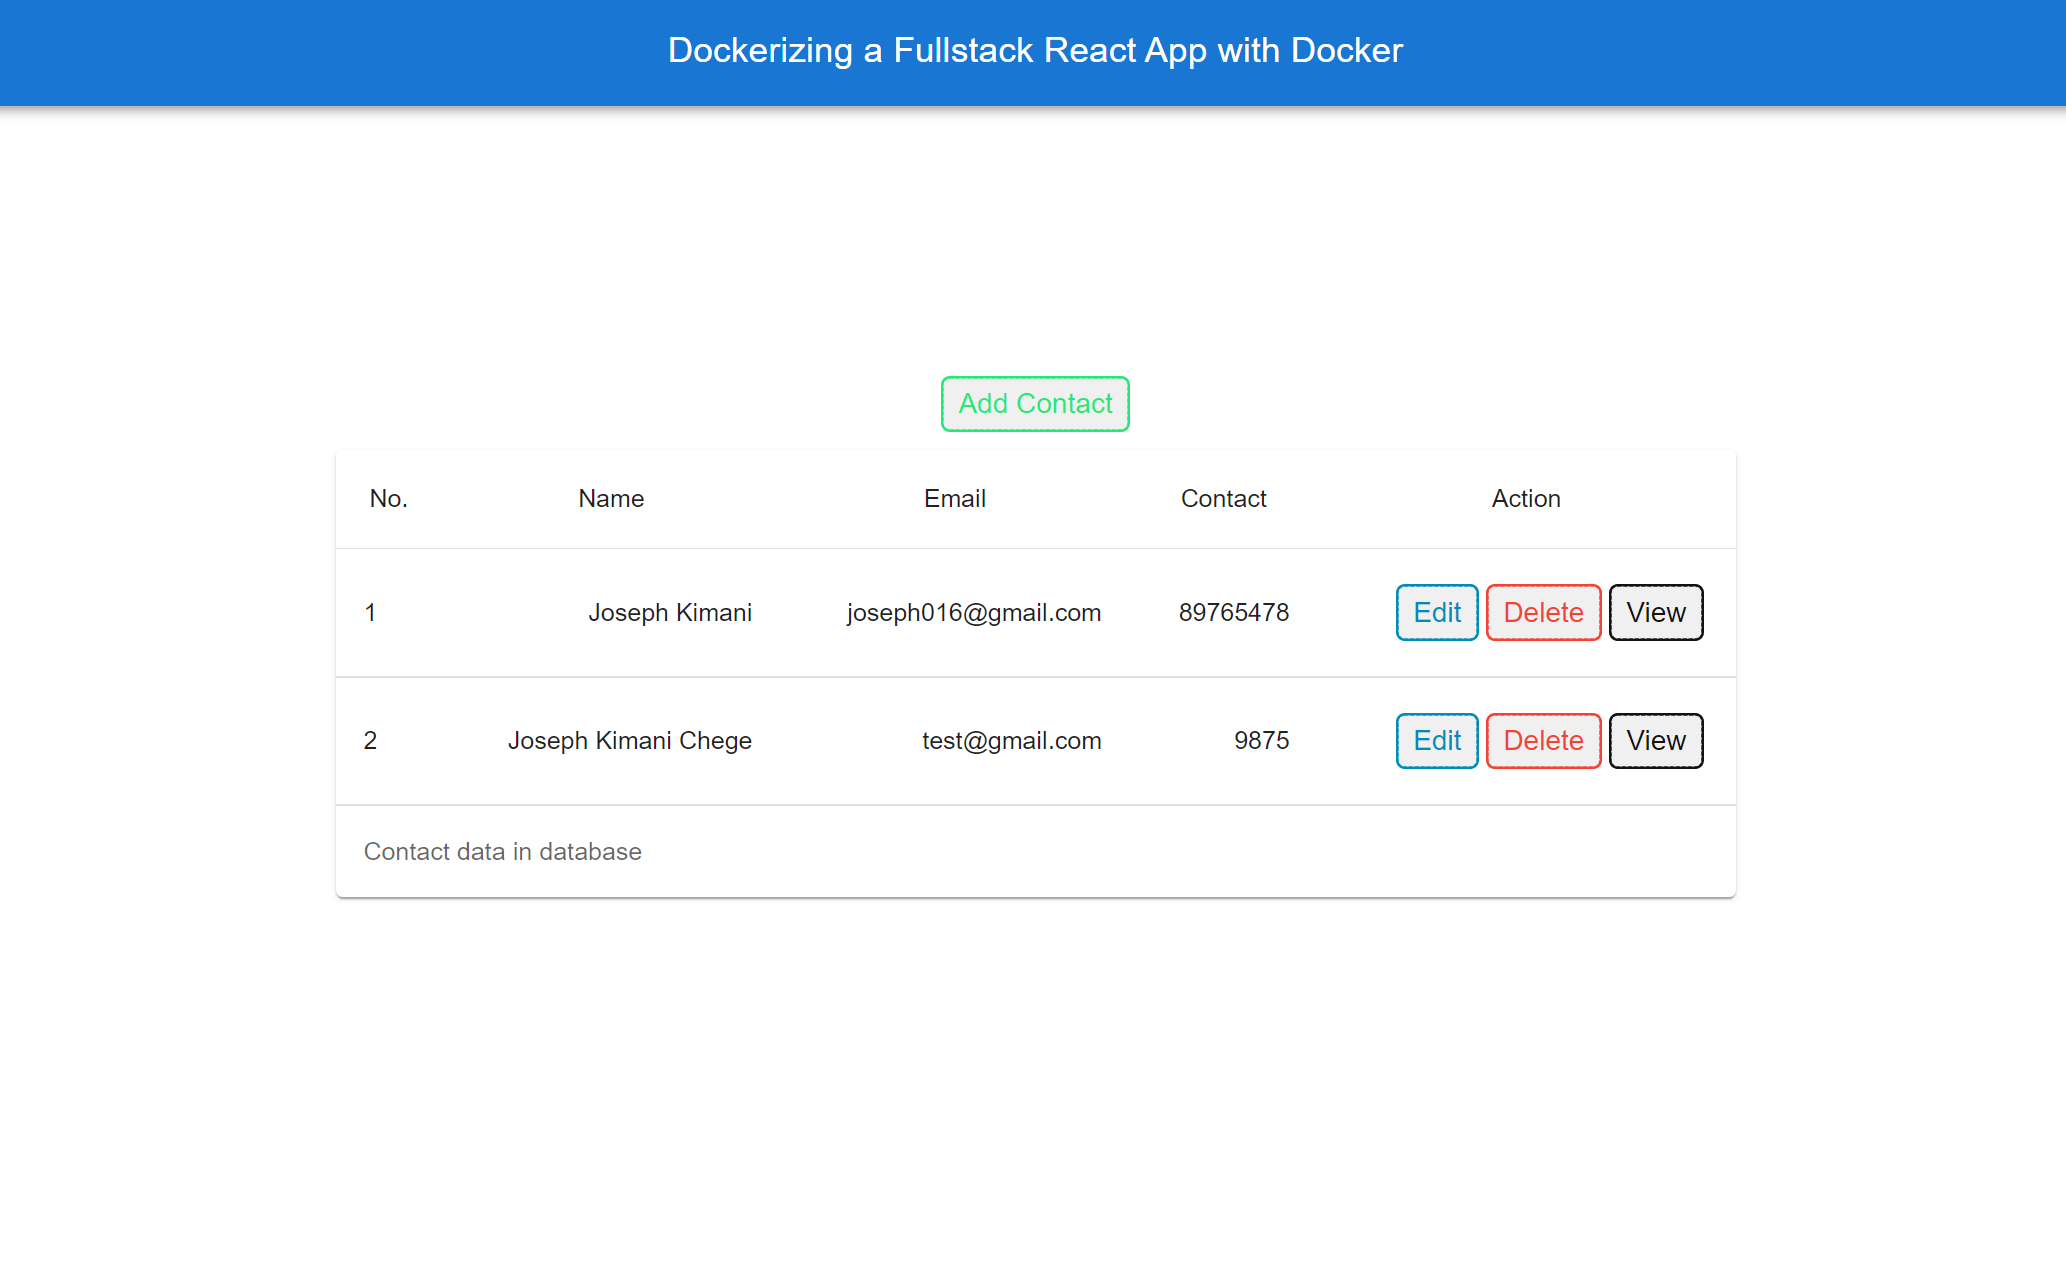 Dockerizing a Fullstack React App with Docker
Add Contact
No. Name Email Contact Action
1 Joseph Kimani joseph016@gmail.com 89765478 Edit Delete View
2 Joseph Kimani Chege test@gmail.com 9875 Edit Delete View
Contact data in database